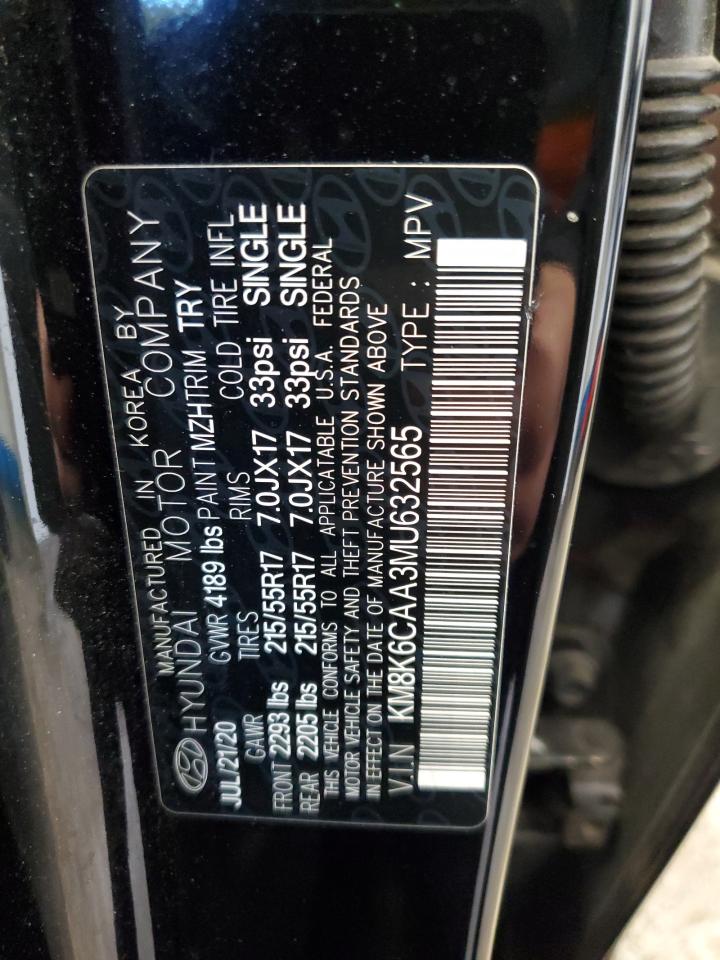 MANUFACTURED IN KOREA BY
HYUNDAI MOTOR COMPANY
JUL/21/20 GVWR 4189 lbs PAINT MZH TRIM TRY
GAWR TIRES RIMS COLD TIRE INFL
FRONT 2293 lbs 215/55R17 7.0JX17 33psi SINGLE
REAR 2205 lbs 215/55R17 7.0JX17 33psi SINGLE
THIS VEHICLE CONFORMS TO ALL APPLICATABLE U.S.A. FEDERAL
MOTOR VEHICLE SAFETY AND THEFT PREVENTION STANDARDS
IN EFFECT ON THE DATE OF MANUFACTURE SHOWN ABOVE
V.I.N KM8K6CAA3MU632565 TYPE : MPV